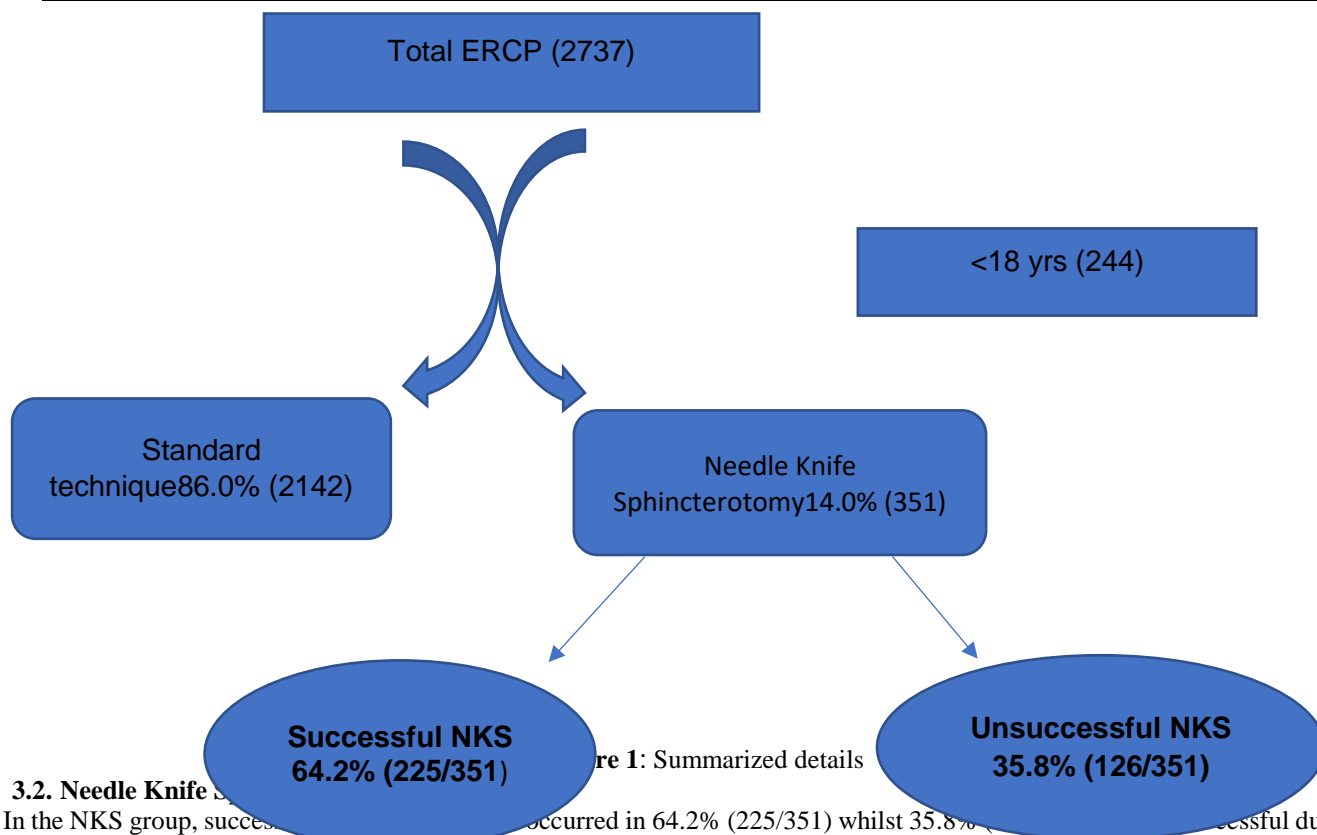 Total ERCP (2737)
<18 yrs (244)
Standard
technique86.0% (2142)
Needle Knife
Sphincterotomy14.0% (351)
Successful NKS
64.2% (225/351)
Unsuccessful NKS
35.8% (126/351)
re 1: Summarized details
3.2. Needle Knife
In the NKS group, occurred in 64.2% (225/351) whilst 35.8%